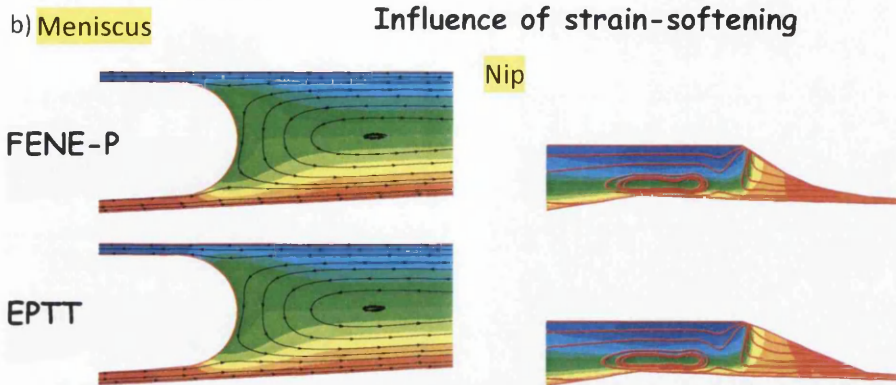 Influence of strain-softening
b) Meniscus
Nip
FENE-P
EPTT